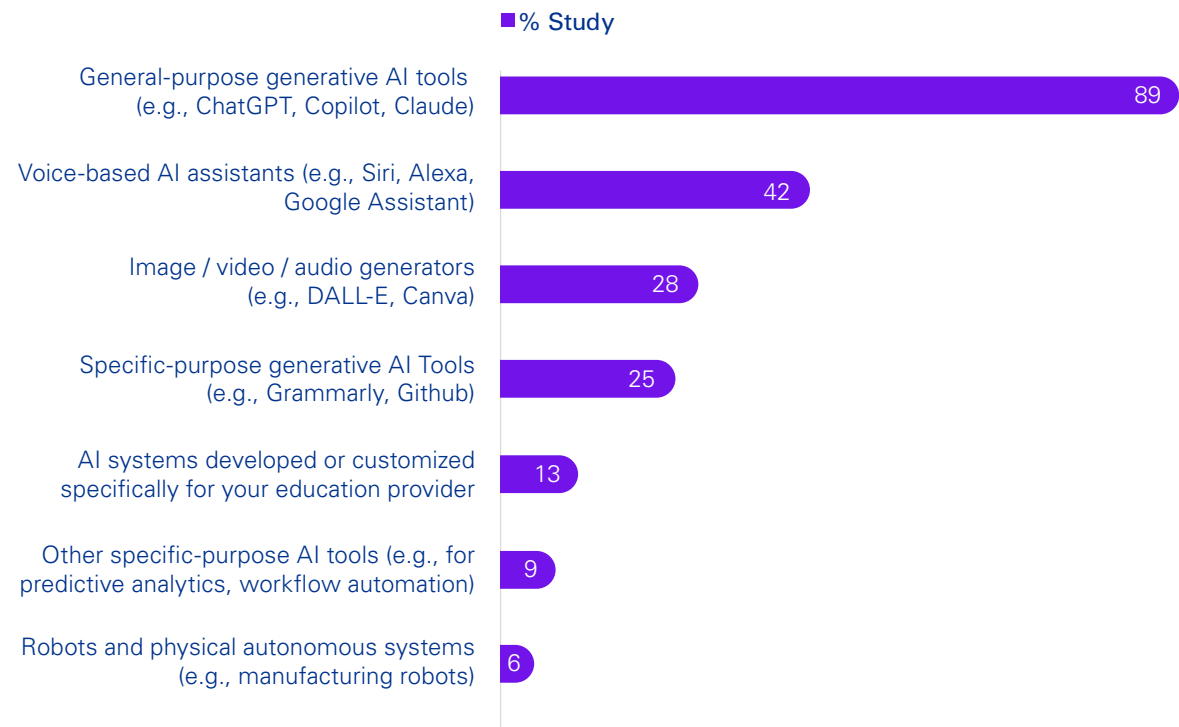 % Study
General-purpose generative AI tools
(e.g., ChatGPT, Copilot, Claude)
89
Voice-based AI assistants (e.g., Siri, Alexa,
Google Assistant)
42
Image / video / audio generators
(e.g., DALL-E, Canva)
28
Specific-purpose generative AI Tools
(e.g., Grammarly, Github)
25
AI systems developed or customized
specifically for your education provider
13
Other specific-purpose AI tools (e.g., for
predictive analytics, workflow automation)
9
Robots and physical autonomous systems
(e.g., manufacturing robots)
6